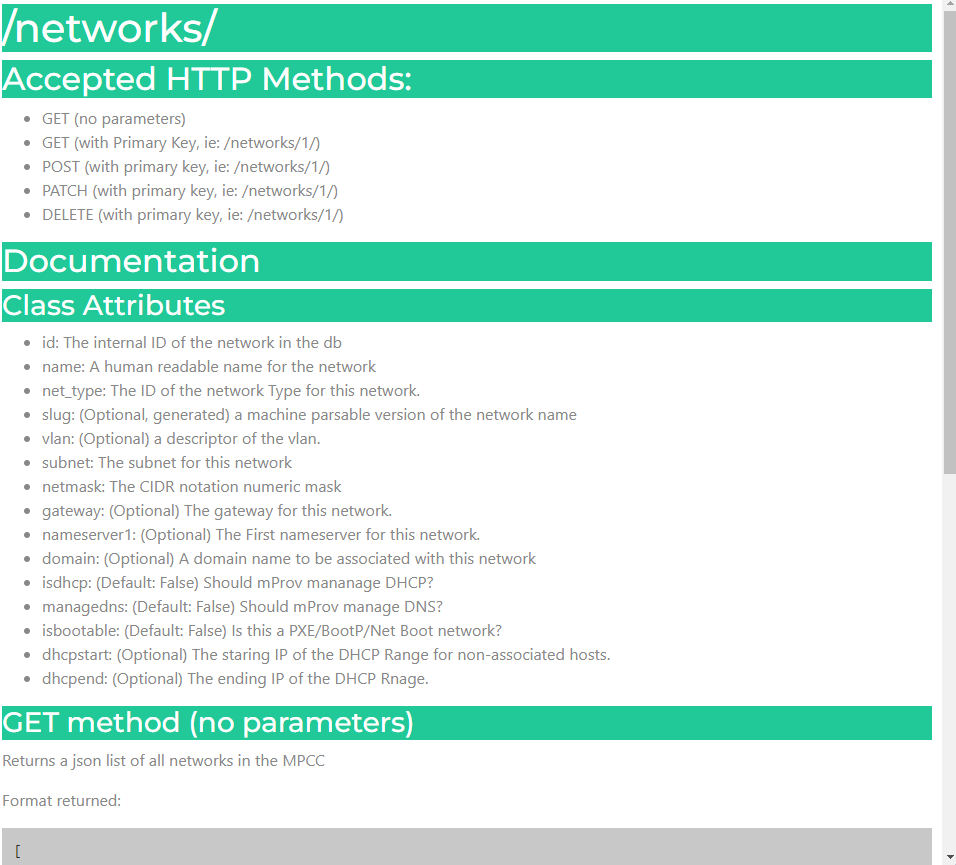 /networks/
Accepted HTTP Methods:
GET (no parameters)
GET (with Primary Key, ie: /networks/1/)
POST (with primary key, ie: /networks/1/)
PATCH (with primary key, ie: /networks/1/)
DELETE (with primary key, ie: /networks/1/)
Documentation
Class Attributes
id: The internal ID of the network in the db
name: A human readable name for the network
net_type: The ID of the network Type for this network.
slug: (Optional, generated) a machine parsable version of the network name
vlan: (Optional) a descriptor of the vlan.
subnet: The subnet for this network
netmask: The CIDR notation numeric mask
gateway: (Optional) The gateway for this network.
nameserver1: (Optional) The First nameserver for this network.
domain: (Optional) A domain name to be associated with this network
isdhcp: (Default: False) Should mProv mananage DHCP?
managedns: (Default: False) Should mProv manage DNS?
isbootable: (Default: False) Is this a PXE/BootP/Net Boot network?
dhcpstart: (Optional) The staring IP of the DHCP Range for non-associated hosts.
dhcpend: (Optional) The ending IP of the DHCP Rnage.
GET method (no parameters)
Returns a json list of all networks in the MPCC
Format returned:
[